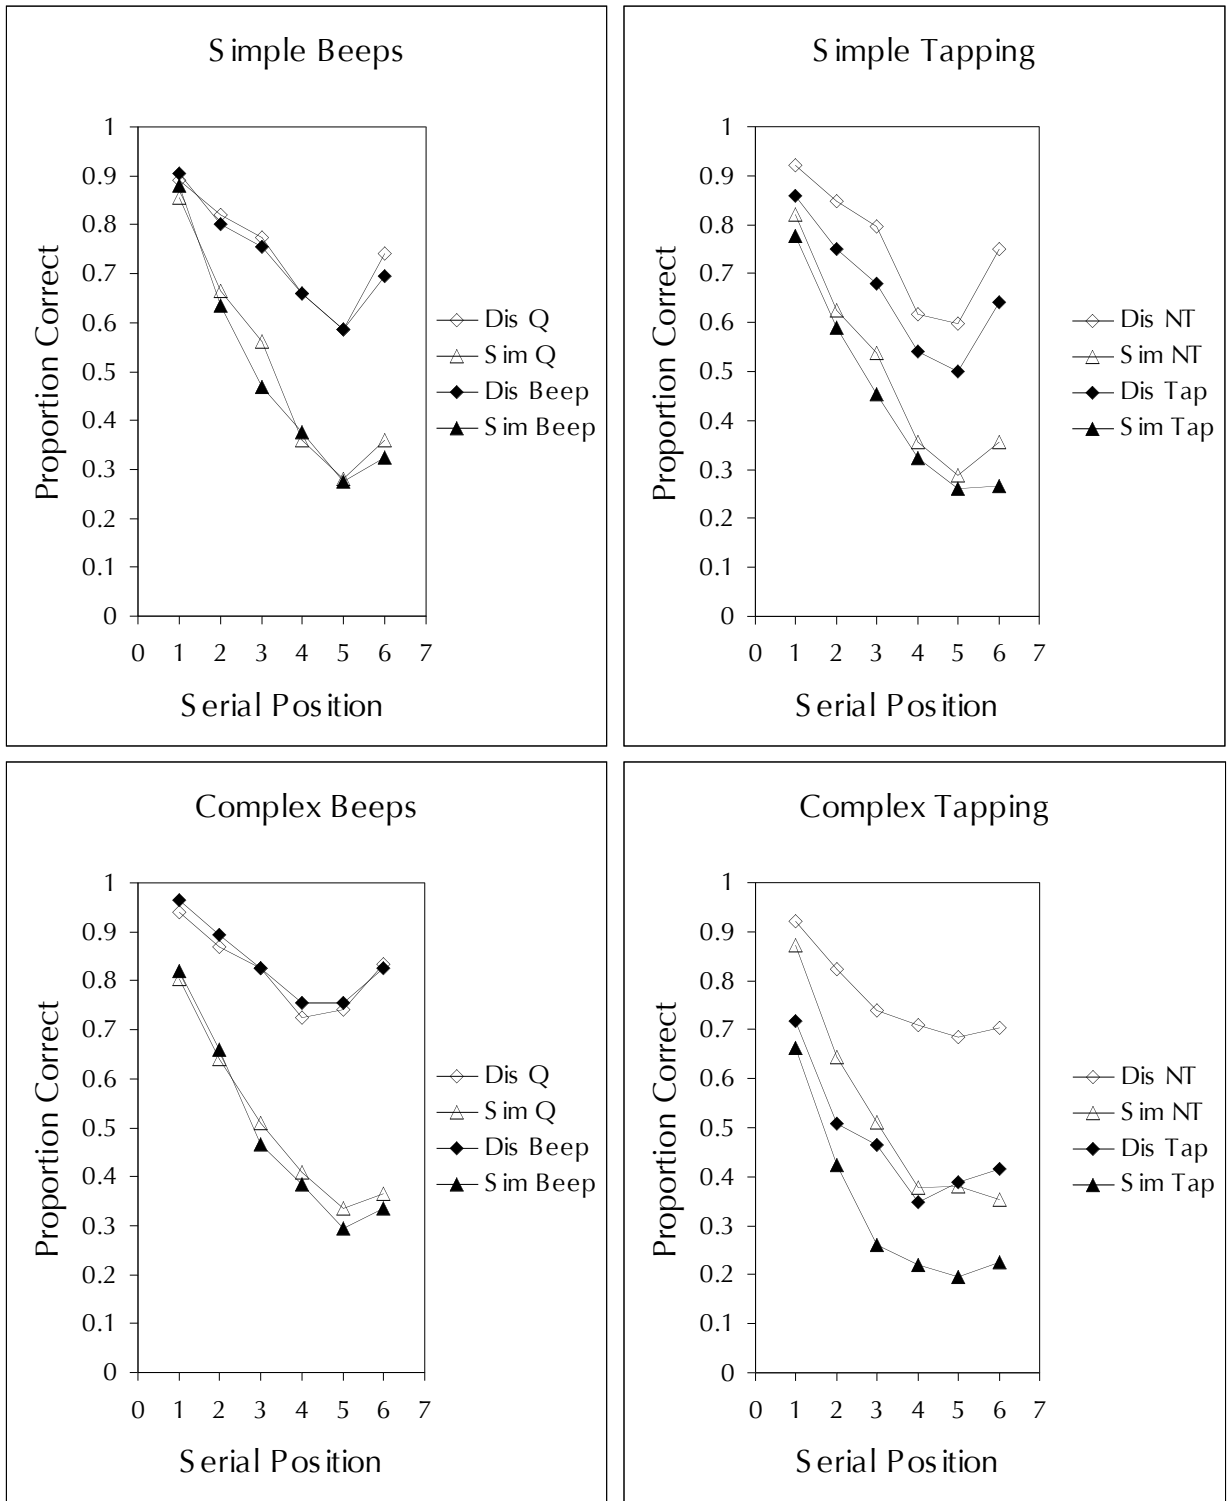 Simple Beeps
Proportion Correct
1
0.9
0.8
0.7
0.6
0.5
0.4
0.3
0.2
0.1
0
0 1 2 3 4 5 6 7
Serial Position
Dis Q
Sim Q
Dis Beep
Sim Beep
Simple Tapping
Proportion Correct
1
0.9
0.8
0.7
0.6
0.5
0.4
0.3
0.2
0.1
0
0 1 2 3 4 5 6 7
Serial Position
Dis NT
Sim NT
Dis Tap
Sim Tap
Complex Beeps
Proportion Correct
1
0.9
0.8
0.7
0.6
0.5
0.4
0.3
0.2
0.1
0
0 1 2 3 4 5 6 7
Serial Position
Dis Q
Sim Q
Dis Beep
Sim Beep
Complex Tapping
Proportion Correct
1
0.9
0.8
0.7
0.6
0.5
0.4
0.3
0.2
0.1
0
0 1 2 3 4 5 6 7
Serial Position
Dis NT
Sim NT
Dis Tap
Sim Tap